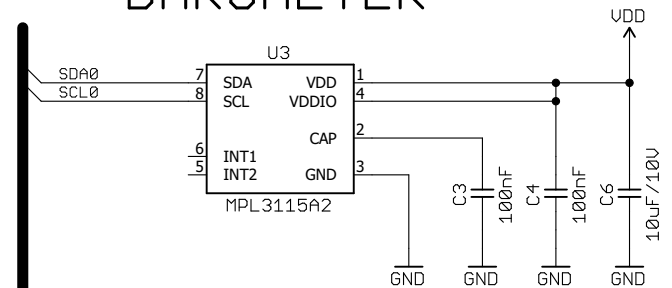 BAROMETER
VDD
U3
SDA0 7 SDA VDD 1
SCL0 8 SCL VDDIO 4
CAP 2
6 INT1
5 INT2 GND 3
MPL3115A2
C3 100nF
C4 100nF
C6 10uF/10V
GND GND GND GND